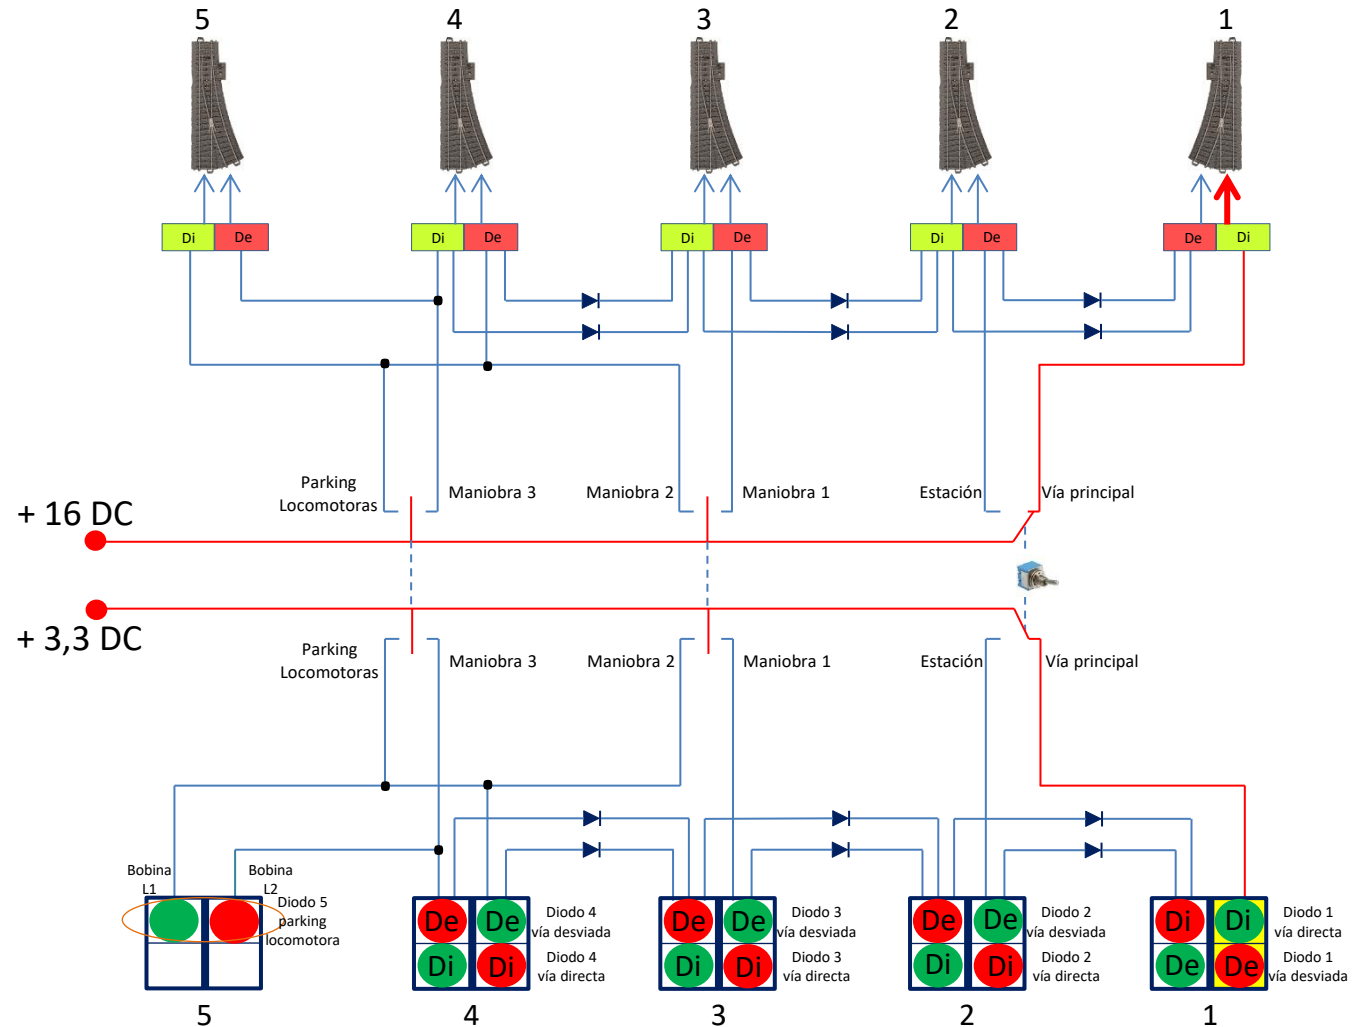 5
4
3
2
1
Di
De
Di
De
Di
De
Di
De
De
Di
Parking
Locomotoras
Maniobra 3
Maniobra 2
Maniobra 1
Estación
Vía principal
+ 16 DC
+ 3,3 DC
Parking
Locomotoras
Maniobra 3
Maniobra 2
Maniobra 1
Estación
Vía principal
Bobina
L1
Bobina
L2
Diodo 5
parking
locomotora
De
De
Di
Di
Diodo 4
vía desviada
Diodo 4
vía directa
De
De
Di
Di
Diodo 3
vía desviada
Diodo 3
vía directa
De
De
Di
Di
Diodo 2
vía desviada
Diodo 2
vía directa
Di
Di
De
De
Diodo 1
vía directa
Diodo 1
vía desviada
5
4
3
2
1